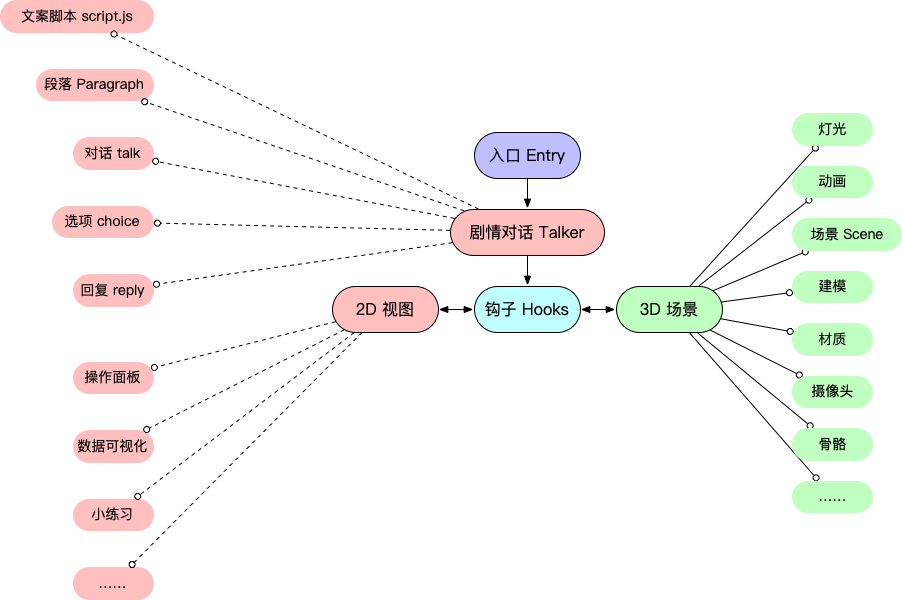 文案脚本 script.js
段落 Paragraph
对话 talk
选项 choice
回复 reply
入口 Entry
剧情对话 Talker
2D 视图
钩子 Hooks
3D 场景
操作面板
数据可视化
小练习
……
灯光
动画
场景 Scene
建模
材质
摄像头
骨骼
……